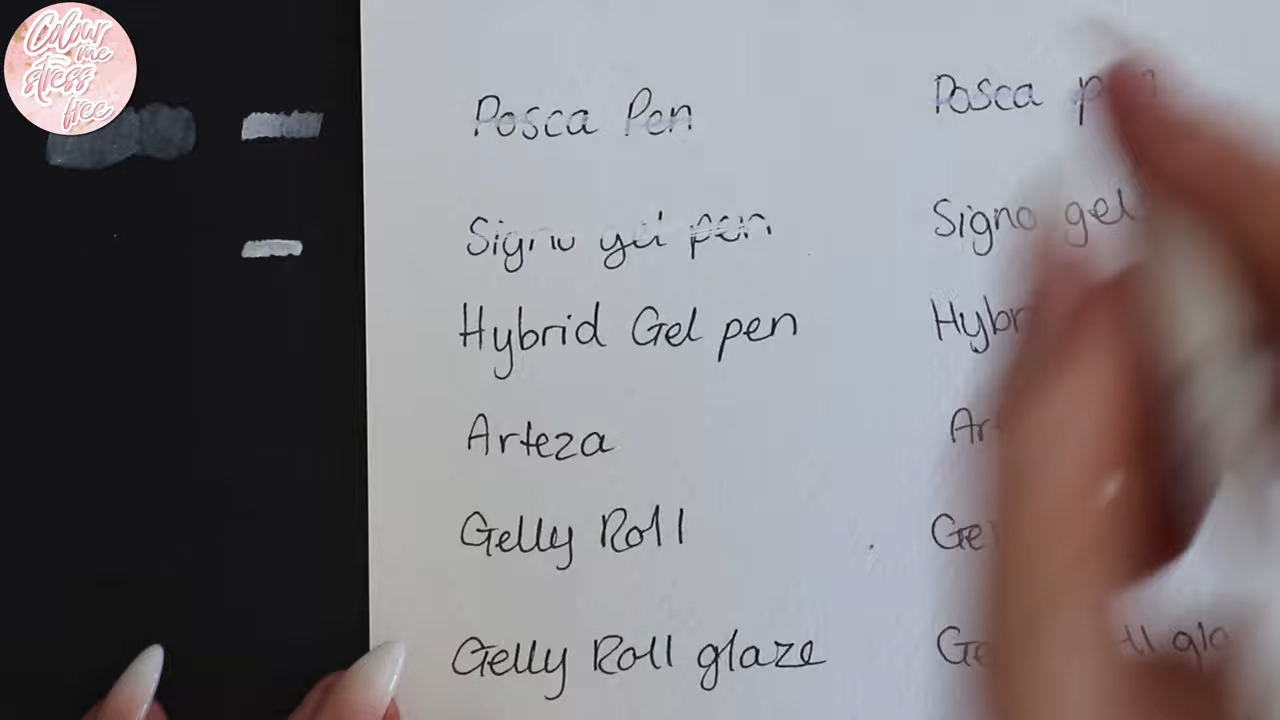 Colour
me
stress
free
Posca Pen
Signo gel pen
Hybrid Gel pen
Arteza
Gelly Roll
Gelly Roll glaze
Posca
Signo gel